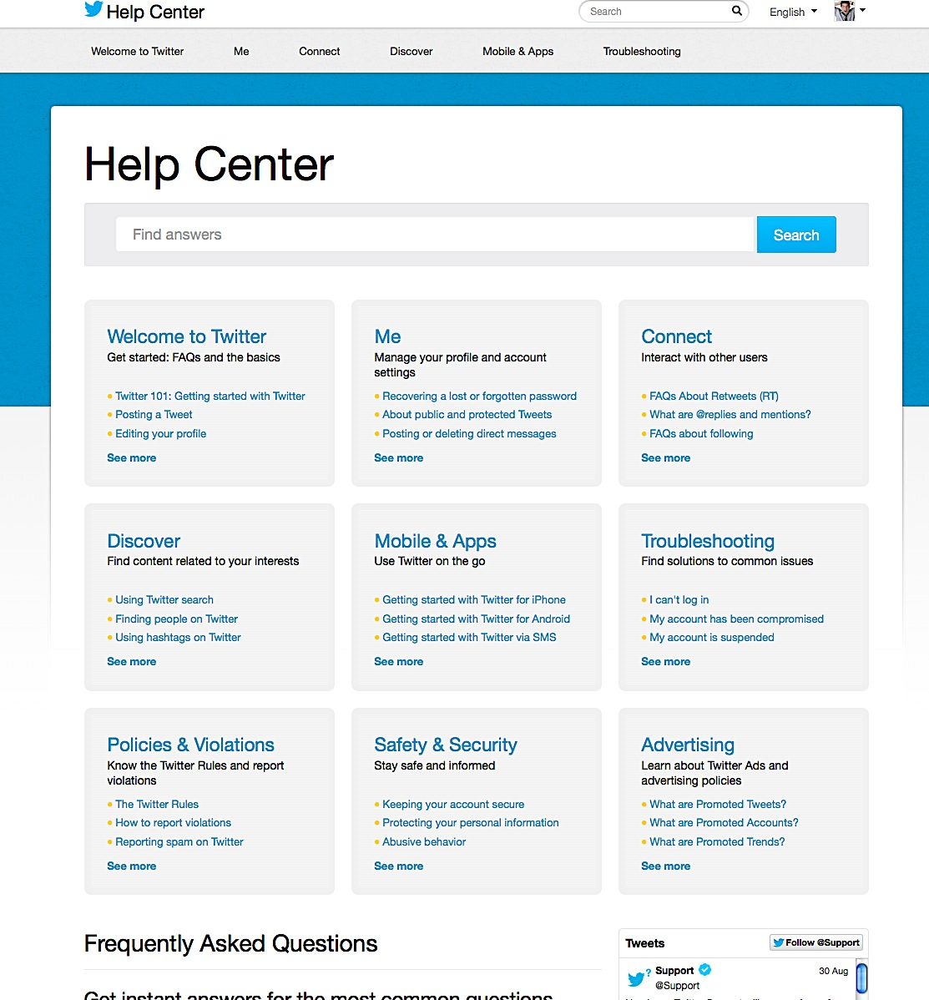 Help Center
Search
English
Welcome to Twitter
Me
Connect
Discover
Mobile & Apps
Troubleshooting
Help Center
Find answers
Search
Welcome to Twitter
Get started: FAQs and the basics
Twitter 101: Getting started with Twitter
Posting a Tweet
Editing your profile
See more
Me
Manage your profile and account
settings
Recovering a lost or forgotten password
About public and protected Tweets
Posting or deleting direct messages
See more
Connect
Interact with other users
FAQs About Retweets (RT)
What are @replies and mentions?
FAQs about following
See more
Discover
Find content related to your interests
Using Twitter search
Finding people on Twitter
Using hashtags on Twitter
See more
Mobile & Apps
Use Twitter on the go
Getting started with Twitter for iPhone
Getting started with Twitter for Android
Getting started with Twitter via SMS
See more
Troubleshooting
Find solutions to common issues
I can't log in
My account has been compromised
My account is suspended
See more
Policies & Violations
Know the Twitter Rules and report
violations
The Twitter Rules
How to report violations
Reporting spam on Twitter
See more
Safety & Security
Stay safe and informed
Keeping your account secure
Protecting your personal information
Abusive behavior
See more
Advertising
Learn about Twitter Ads and
advertising policies
What are Promoted Tweets?
What are Promoted Accounts?
What are Promoted Trends?
See more
Frequently Asked Questions
Get instant answers for the most common questions
Tweets
Follow @Support
?
Support
30 Aug
@Support